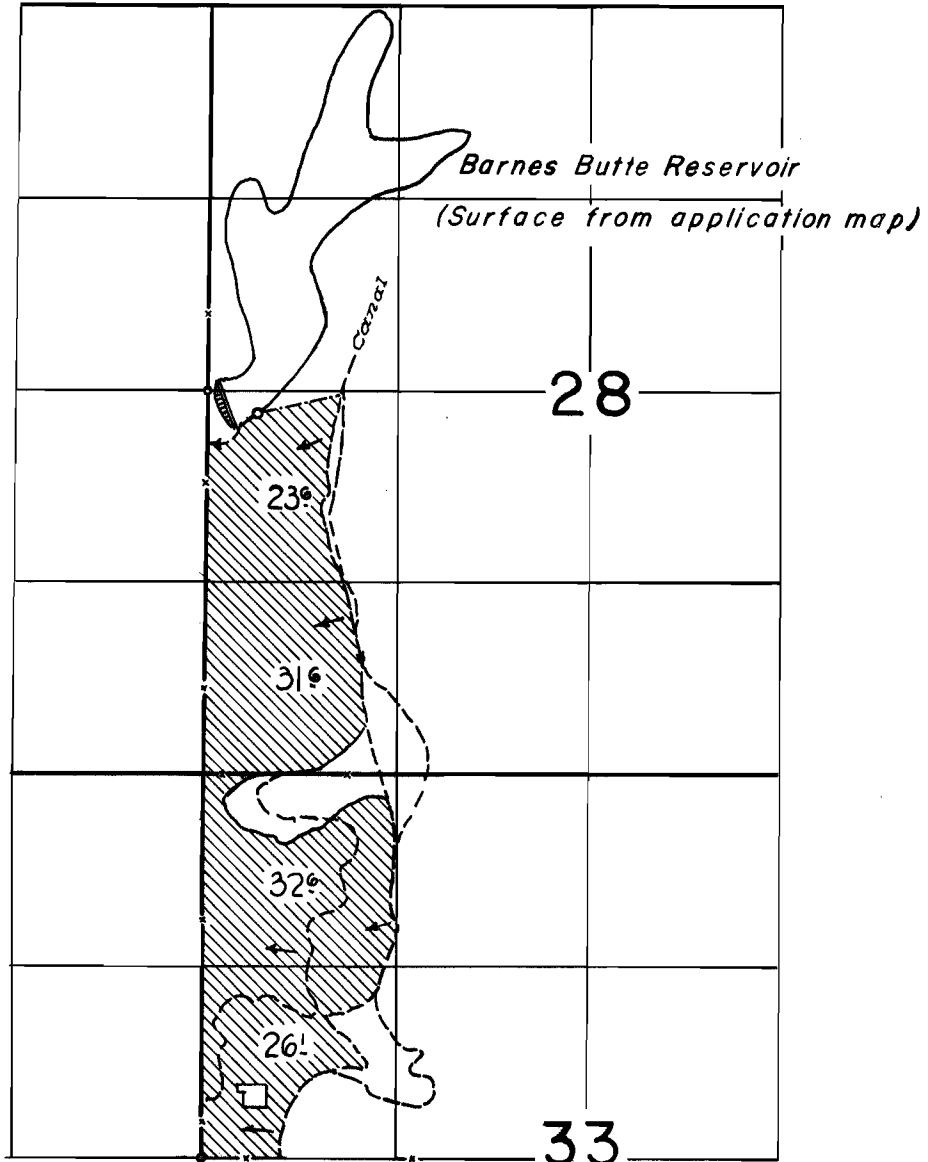 Barnes Butte Reservoir
(Surface from application map)
Canal
28
23.6
31.6
32.6
26.1
33